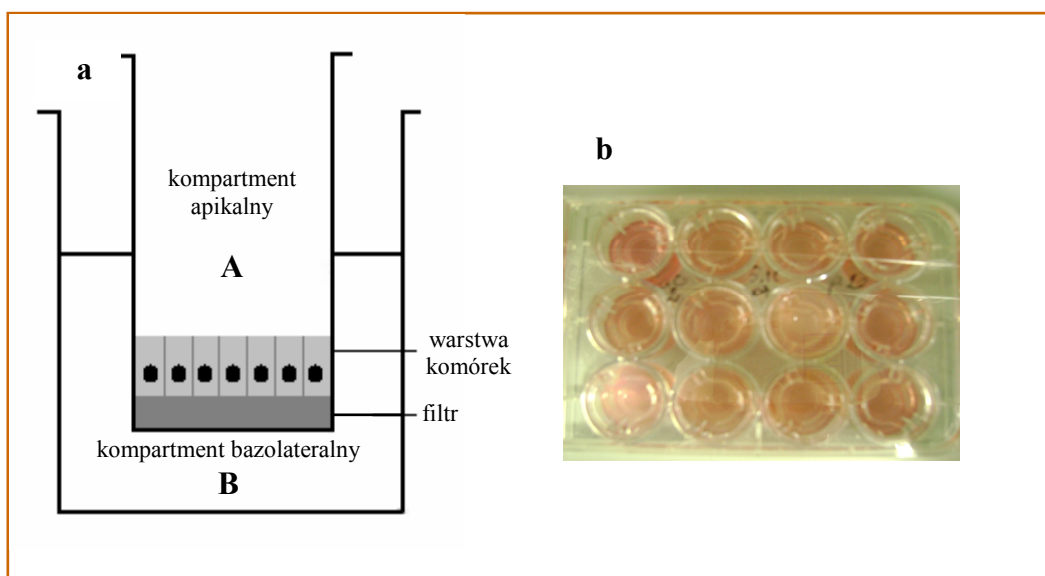 a
kompartment
apikalny
A
warstwa
komórek
filtr
kompartment bazolateralny
B
b